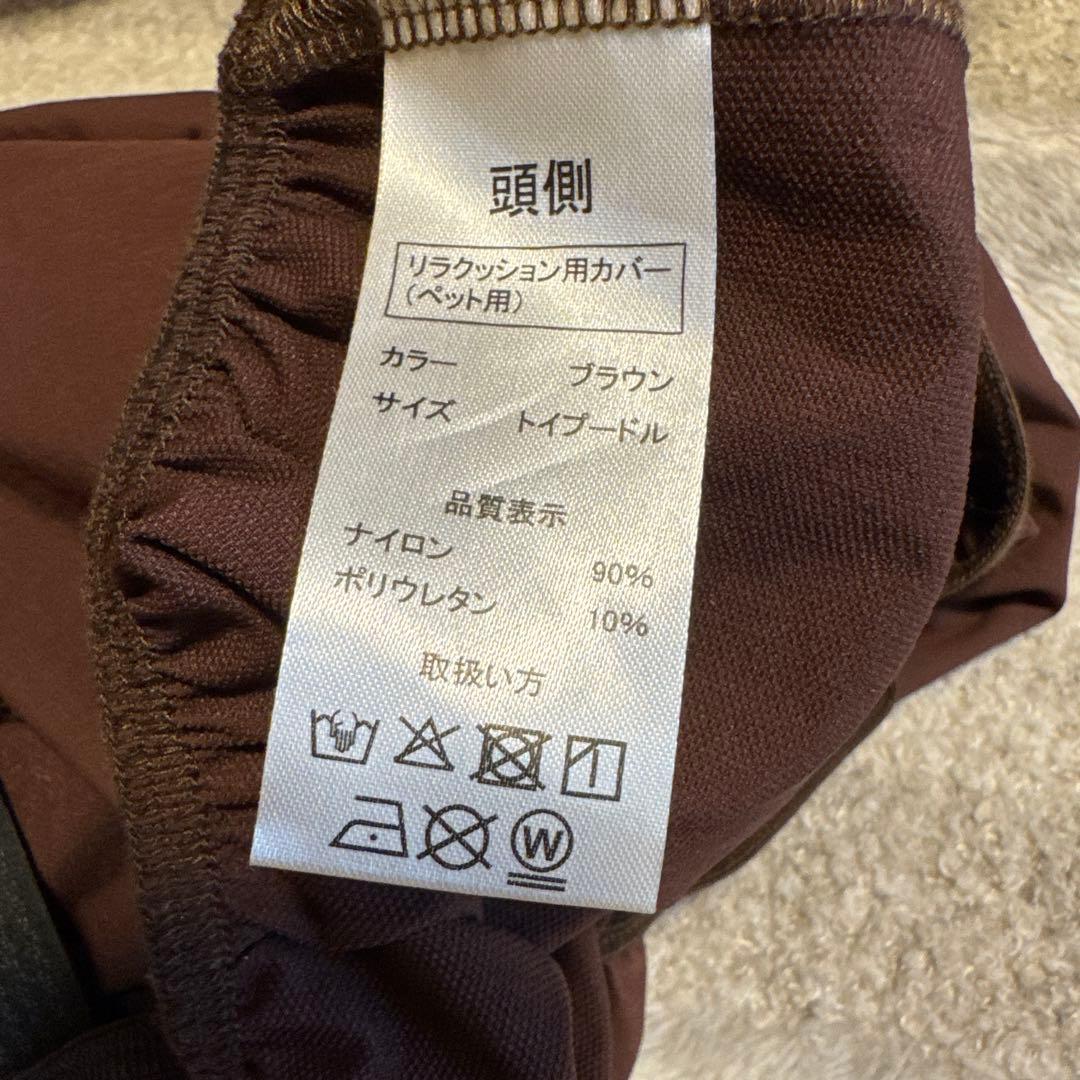 頭側
リラクッション用カバー
(ペット用)
カラー ブラウン
サイズ トイプードル
品質表示
ナイロン 90%
ポリウレタン 10%
取扱い方
W